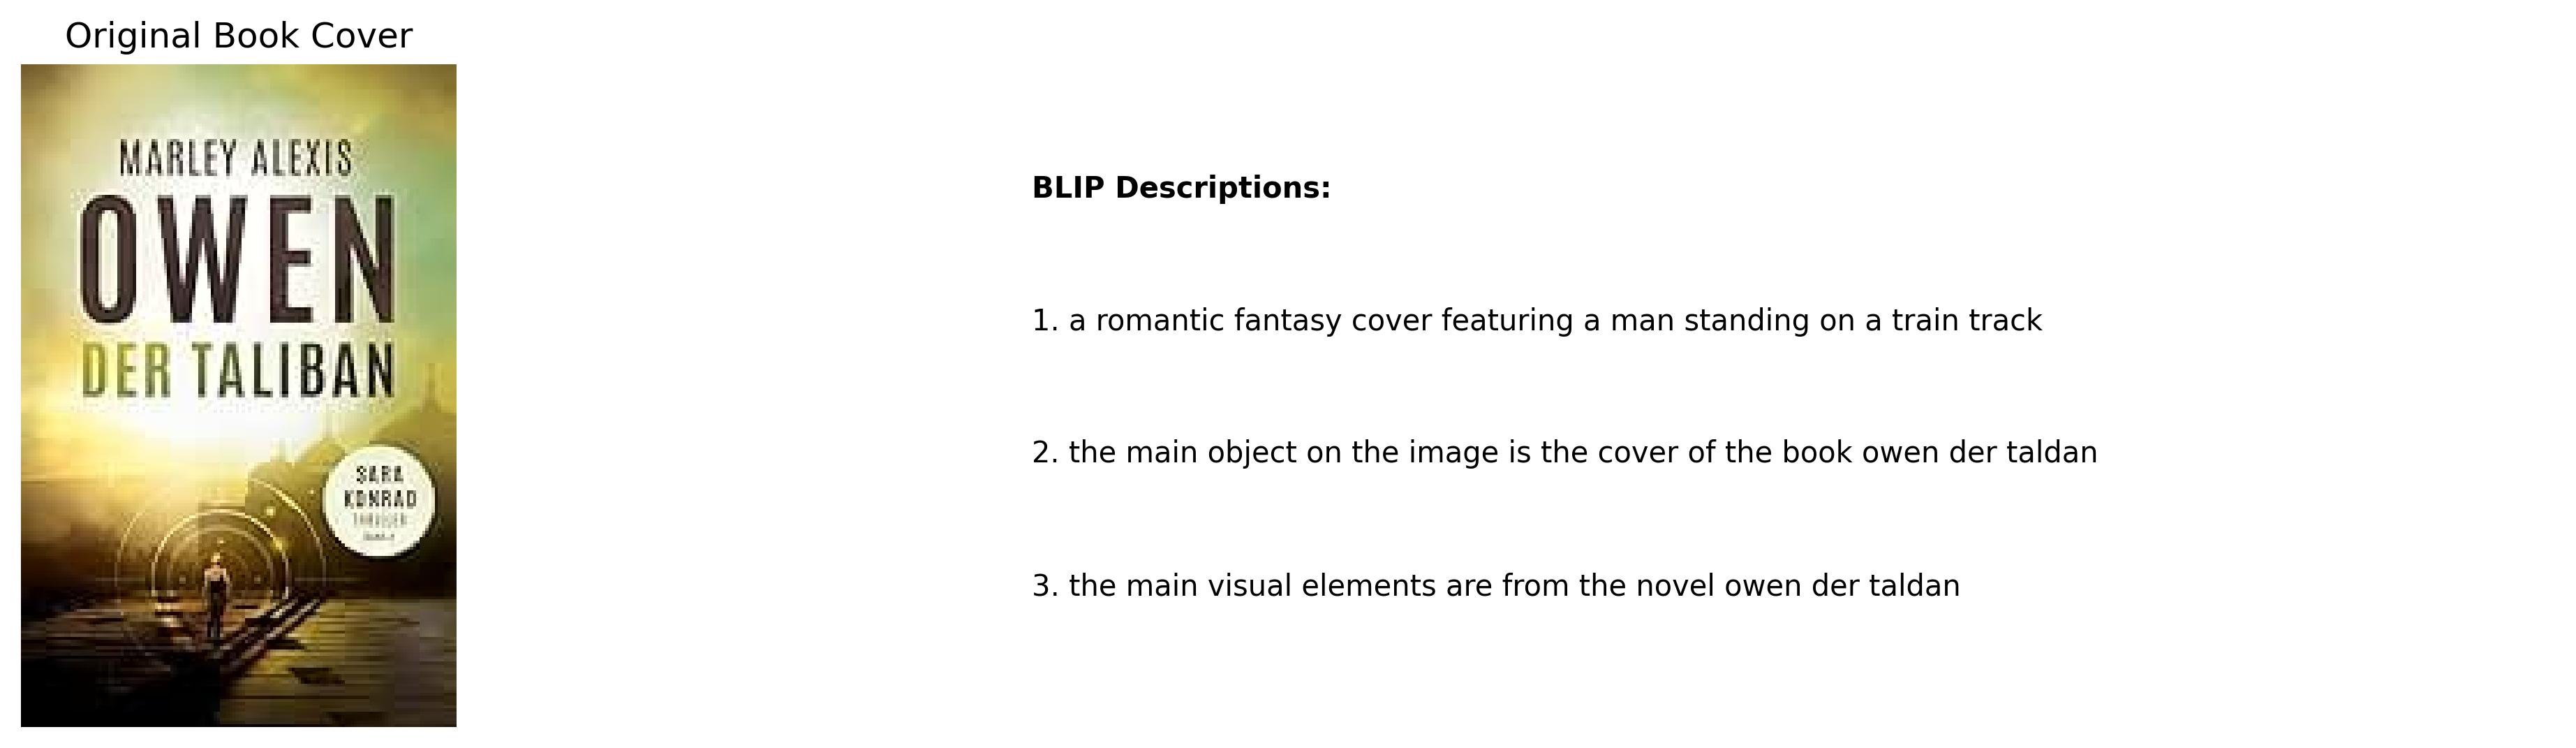 Original Book Cover
MARLEY ALEXIS
OWEN
DER TALIBAN
SARA
KONRAD
THRILLER
BLIP Descriptions:
1. a romantic fantasy cover featuring a man standing on a train track
2. the main object on the image is the cover of the book owen der taldan
3. the main visual elements are from the novel owen der taldan